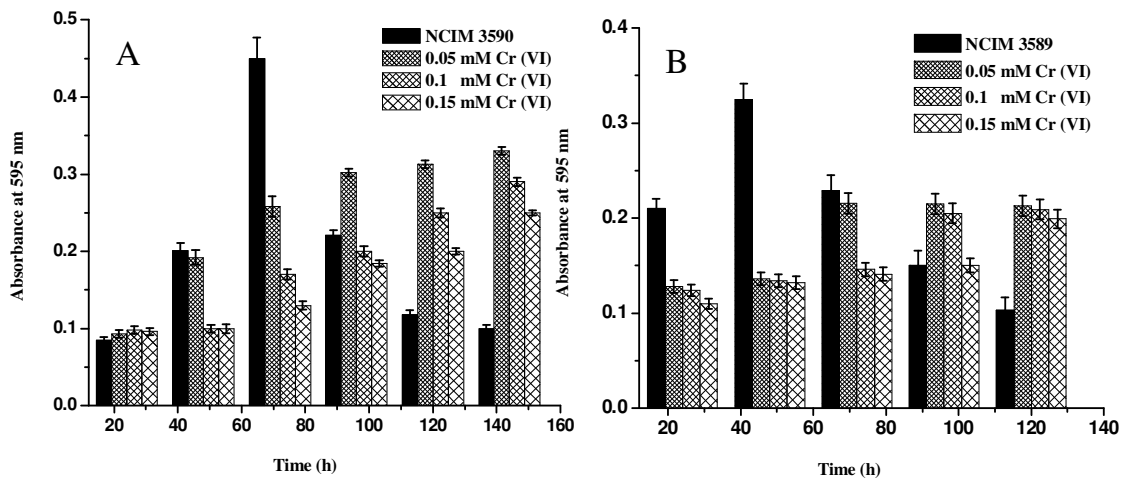 A
NCIM 3590
0.05 mM Cr (VI)
0.1 mM Cr (VI)
0.15 mM Cr (VI)
0.5
0.4
0.3
0.2
0.1
0.0
Absorbance at 595 nm
20 40 60 80 100 120 140 160
Time (h)
B
NCIM 3589
0.05 mM Cr (VI)
0.1 mM Cr (VI)
0.15 mM Cr (VI)
0.4
0.3
0.2
0.1
0.0
Absorbance at 595 nm
20 40 60 80 100 120 140
Time (h)